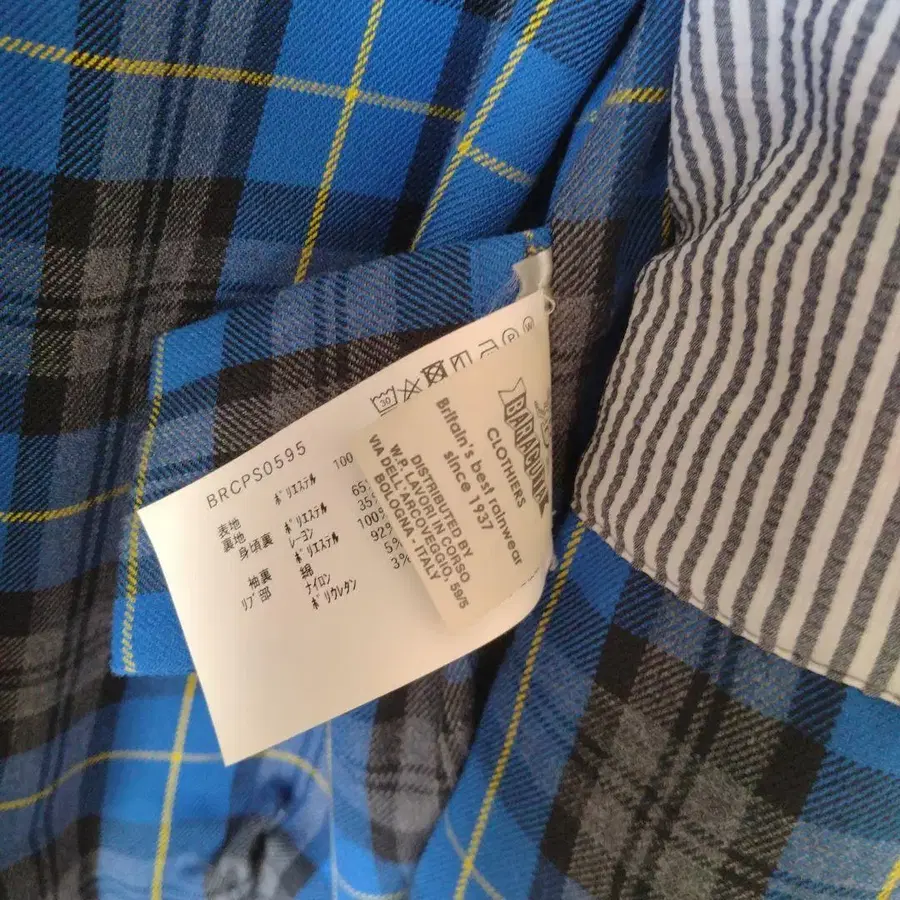 BRCPS0595
表地 ポリエステル 100
裏地
身頃裏 ポリエステル 65%
レーヨン 35%
袖裏 ポリエステル 100%
リブ部 綿 92%
ナイロン 5%
ポリウレタン 3%
30
W
BARACUTA
CLOTHIERS
Britain's best rainwear
since 1937
DISTRIBUTED BY
W.P. LAVORI IN CORSO
VIA DELL'ARCOVEGGIO, 59/5
BOLOGNA - ITALY